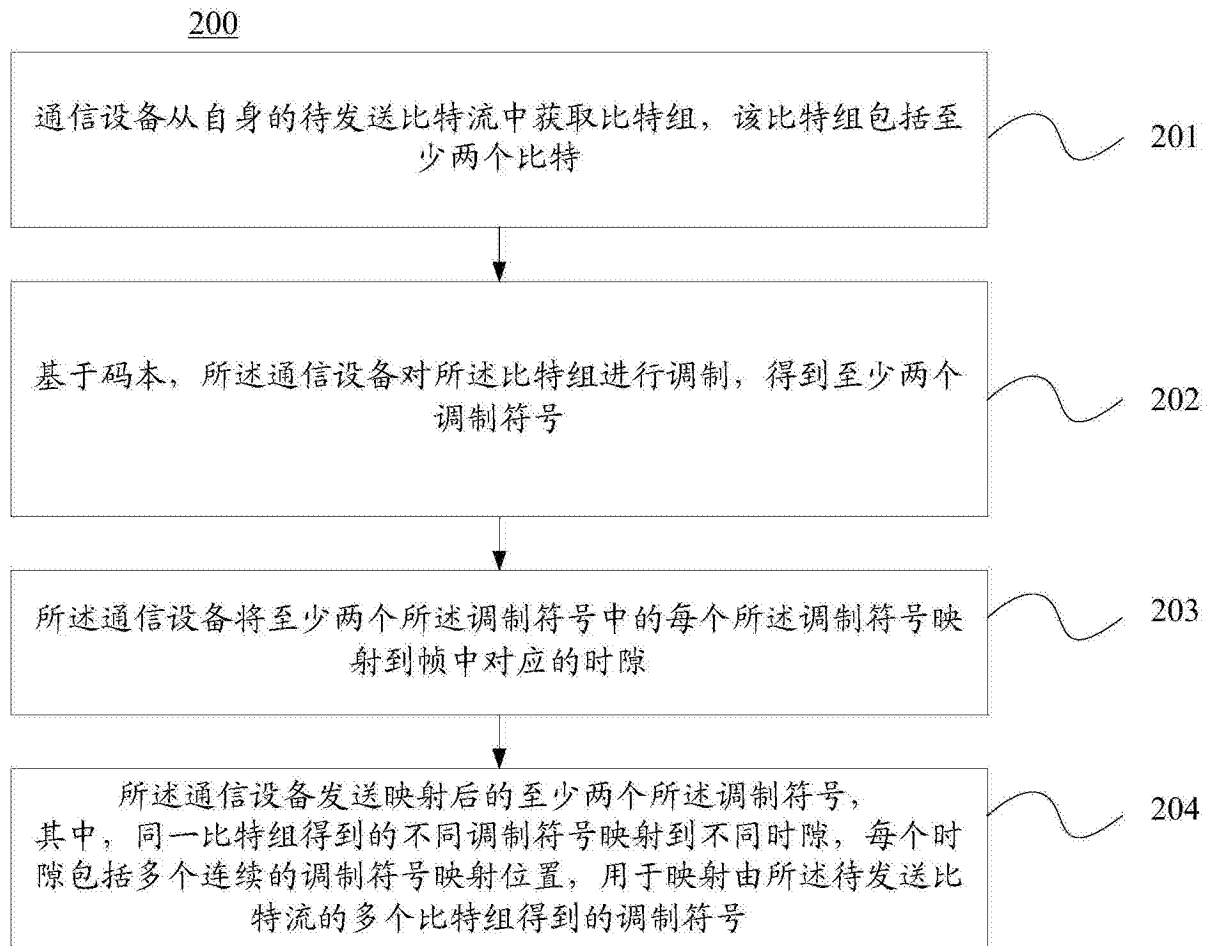 200
通信设备从自身的待发送比特流中获取比特组，该比特组包括至
少两个比特
201
基于码本，所述通信设备对所述比特组进行调制，得到至少两个
调制符号
202
所述通信设备将至少两个所述调制符号中的每个所述调制符号映
射到帧中对应的时隙
203
所述通信设备发送映射后的至少两个所述调制符号，
其中，同一比特组得到的不同调制符号映射到不同时隙，每个时
隙包括多个连续的调制符号映射位置，用于映射由所述待发送比
特流的多个比特组得到的调制符号
204